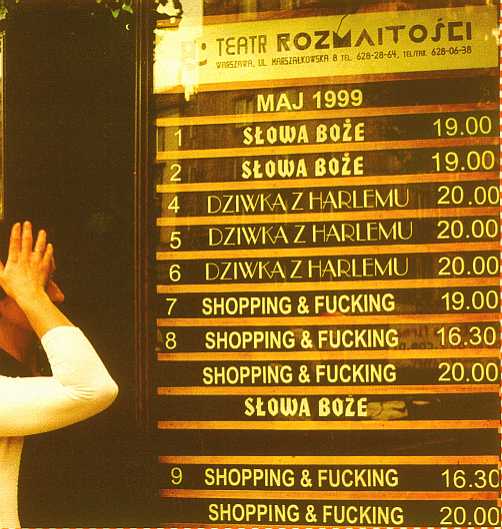 TEATR ROZMAITOŚCI
WARSZAWA, UL. MARSZAŁKOWSKA 8 TEL. 628-28-64, TEL/FAX. 628-06-38
MAJ 1999
1 SŁOWA BOŻE 19.00
2 SŁOWA BOŻE 19.00
4 DZIWKA Z HARLEMU 20.00
5 DZIWKA Z HARLEMU 20.00
6 DZIWKA Z HARLEMU 20.00
7 SHOPPING & FUCKING 19.00
8 SHOPPING & FUCKING 16.30
SHOPPING & FUCKING 20.00
SŁOWA BOŻE
9 SHOPPING & FUCKING 16.30
SHOPPING & FUCKING 20.00